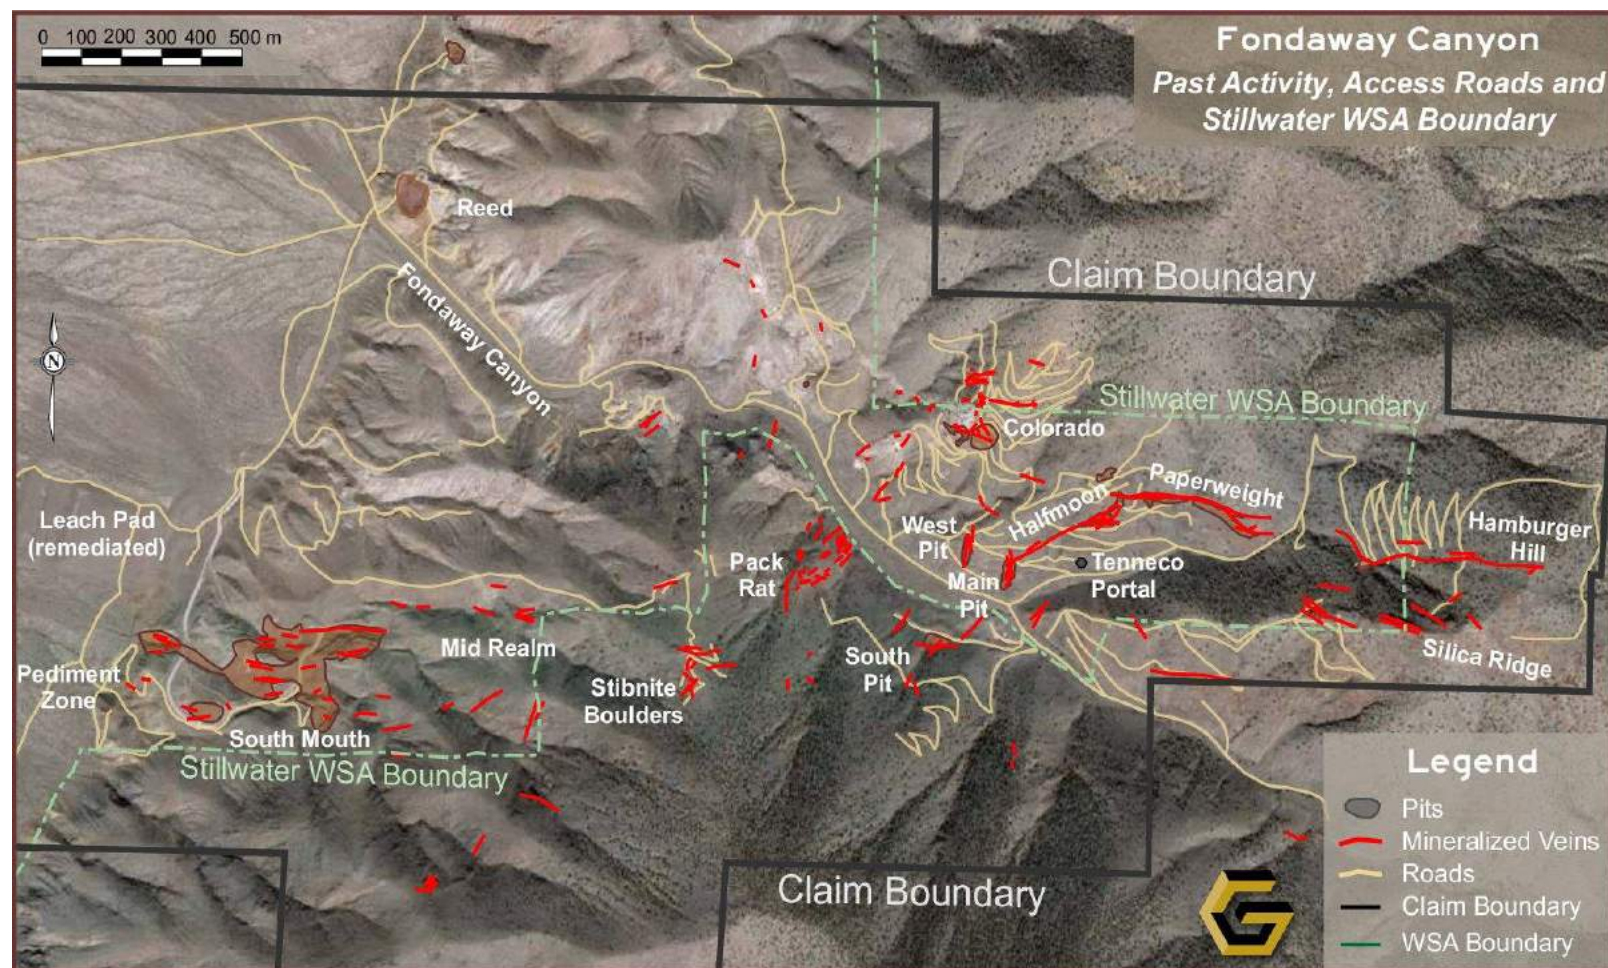 0 100 200 300 400 500 m
Fondaway Canyon
Past Activity, Access Roads and
Stillwater WSA Boundary
Reed
Fondaway Canyon
Claim Boundary
Stillwater WSA Boundary
Colorado
Paperweight
Halfmoon
Hamburger
Hill
West
Pit
Leach Pad
(remediated)
N
Pack
Rat
Main
Pit
Tenneco
Portal
Mid Realm
South
Pit
Silica Ridge
Pediment
Zone
Stibnite
Boulders
South Mouth
Stillwater WSA Boundary
Claim Boundary
Legend
Pits
Mineralized Veins
Roads
Claim Boundary
WSA Boundary